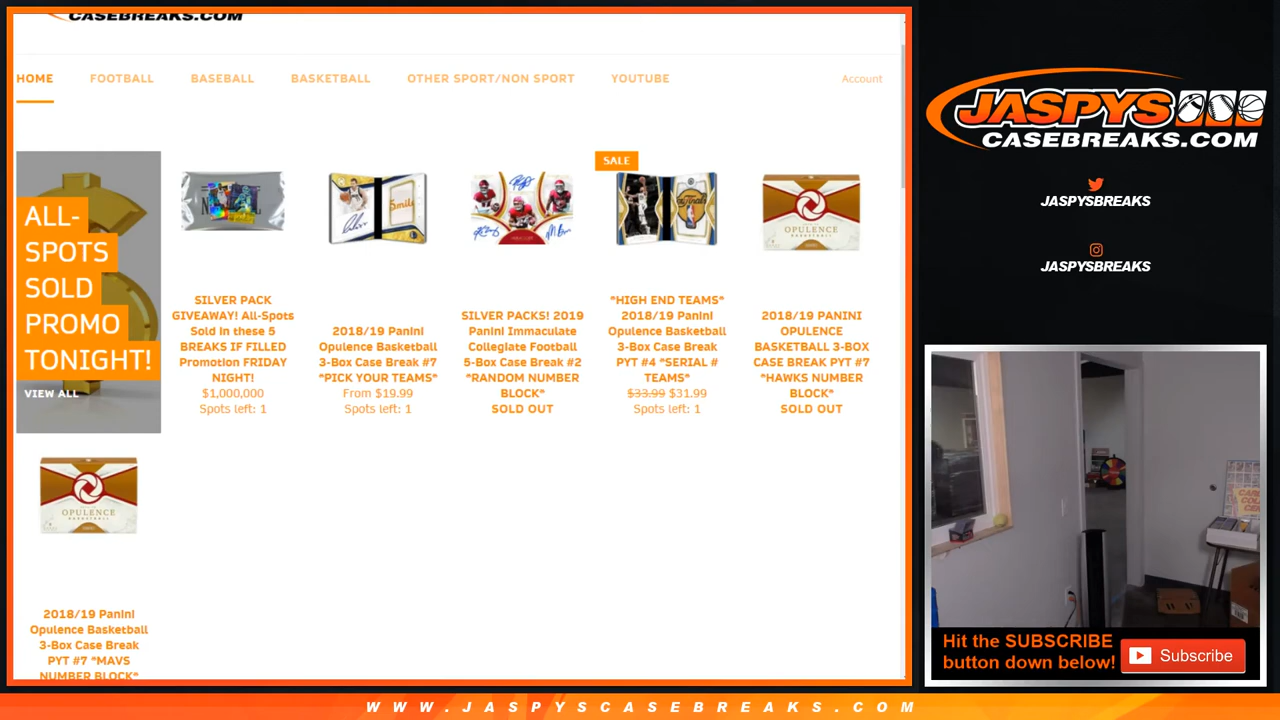 CASEBREAKS.COM
HOME
FOOTBALL
BASEBALL
BASKETBALL
OTHER SPORT/NON SPORT
YOUTUBE
Account
ALL-
SPOTS
SOLD
PROMO
TONIGHT!
VIEW ALL
SILVER PACK
GIVEAWAY! All-Spots
Sold in these 5
BREAKS IF FILLED
Promotion FRIDAY
NIGHT!
$1,000,000
Spots left: 1
2018/19 Panini
Opulence Basketball
3-Box Case Break #7
*PICK YOUR TEAMS*
From $19.99
Spots left: 1
SILVER PACKS! 2019
Panini Immaculate
Collegiate Football
5-Box Case Break #2
*RANDOM NUMBER
BLOCK*
SOLD OUT
SALE
*HIGH END TEAMS*
2018/19 Panini
Opulence Basketball
3-Box Case Break
PYT #4 *SERIAL #
TEAMS*
$33.99 $31.99
Spots left: 1
OPULENCE
2018/19 PANINI
OPULENCE
BASKETBALL 3-BOX
CASE BREAK PYT #7
*HAWKS NUMBER
BLOCK*
SOLD OUT
OPULENCE
BASKETBALL
2018/19 Panini
Opulence Basketball
3-Box Case Break
PYT #7 *MAVS
NUMBER BLOCK*
JASPYS
CASEBREAKS.COM
JASPYSBREAKS
JASPYSBREAKS
Hit the SUBSCRIBE
button down below!
Subscribe
WWW.JASPYSCASEBREAKS.COM